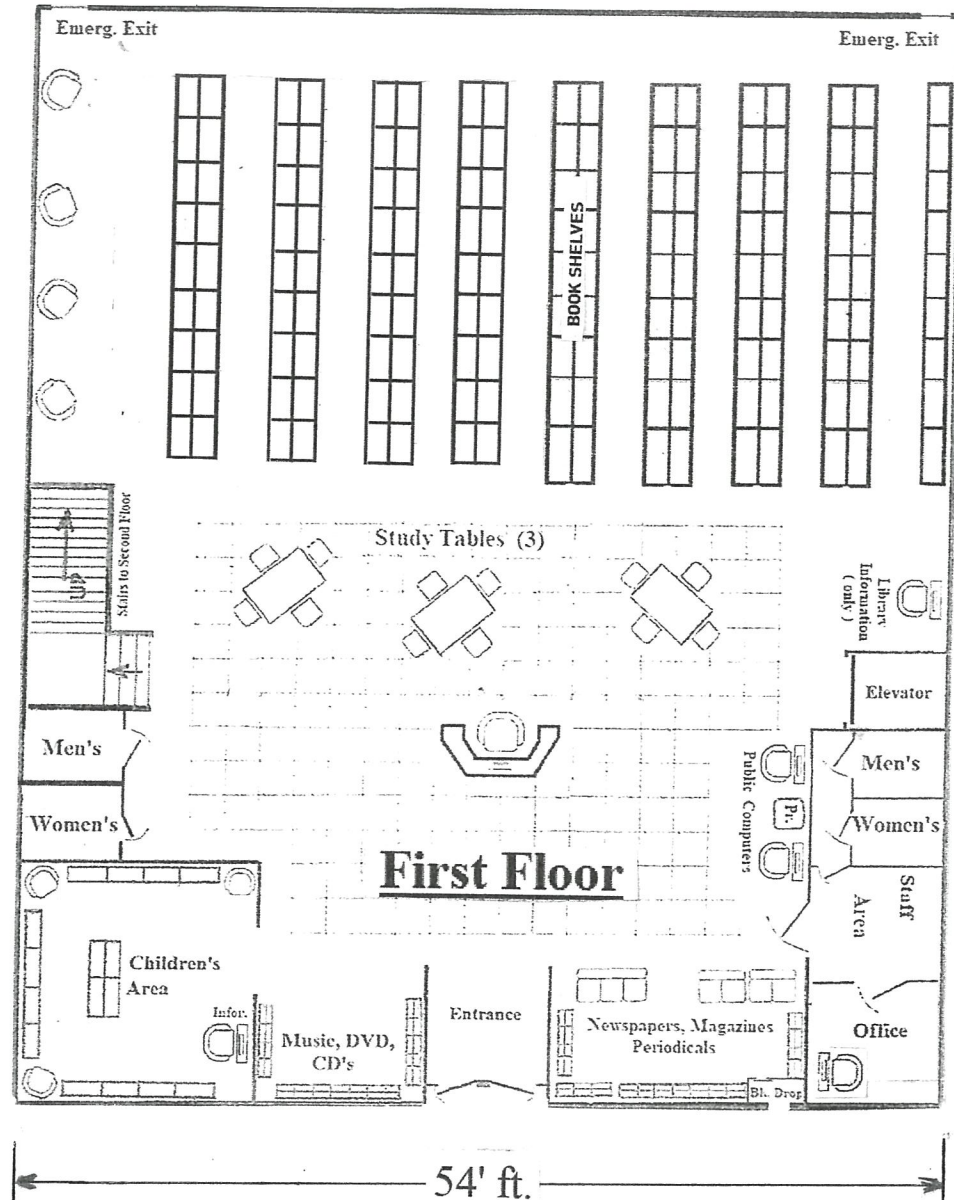 Emerg. Exit
Emerg. Exit
BOOK SHELVES
Stairs to Second Floor
UP
Study Tables (3)
Library
Information
( only )
Elevator
Men's
Women's
Public Computers
Pr.
Men's
Women's
Staff
Area
First Floor
Children's
Area
Infor.
Music, DVD,
CD's
Entrance
Newspapers, Magazines
Periodicals
Bk. Drop
Office
54' ft.